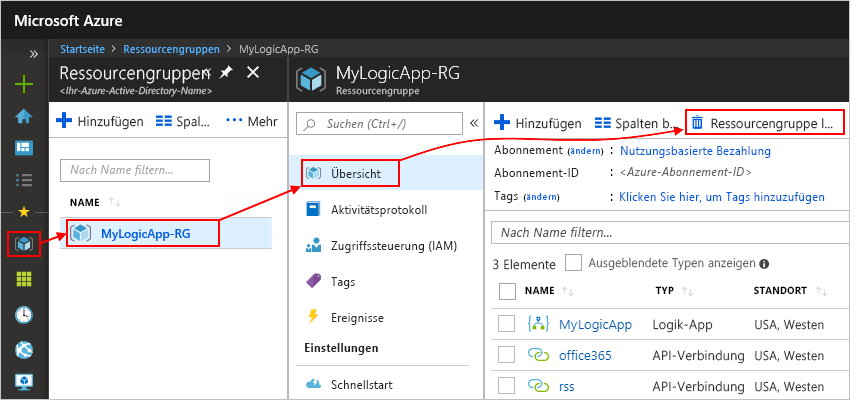 Microsoft Azure
Startseite > Ressourcengruppen > MyLogicApp-RG
Ressourcengruppen
<Ihr-Azure-Active-Directory-Name>
Hinzufügen Spal... ... Mehr
Nach Name filtern...
NAME
MyLogicApp-RG
MyLogicApp-RG
Ressourcengruppe
Suchen (Ctrl+/)
Übersicht
Aktivitätsprotokoll
Zugriffssteuerung (IAM)
Tags
Ereignisse
Einstellungen
Schnellstart
Hinzufügen Spalten b... Ressourcengruppe l...
Abonnement (ändern) : Nutzungsbasierte Bezahlung
Abonnement-ID : <Azure-Abonnement-ID>
Tags (ändern) : Klicken Sie hier, um Tags hinzuzufügen
Nach Name filtern...
3 Elemente Ausgeblendete Typen anzeigen
NAME TYP STANDORT
MyLogicApp Logik-App USA, Westen
office365 API-Verbindung USA, Westen
rss API-Verbindung USA, Westen